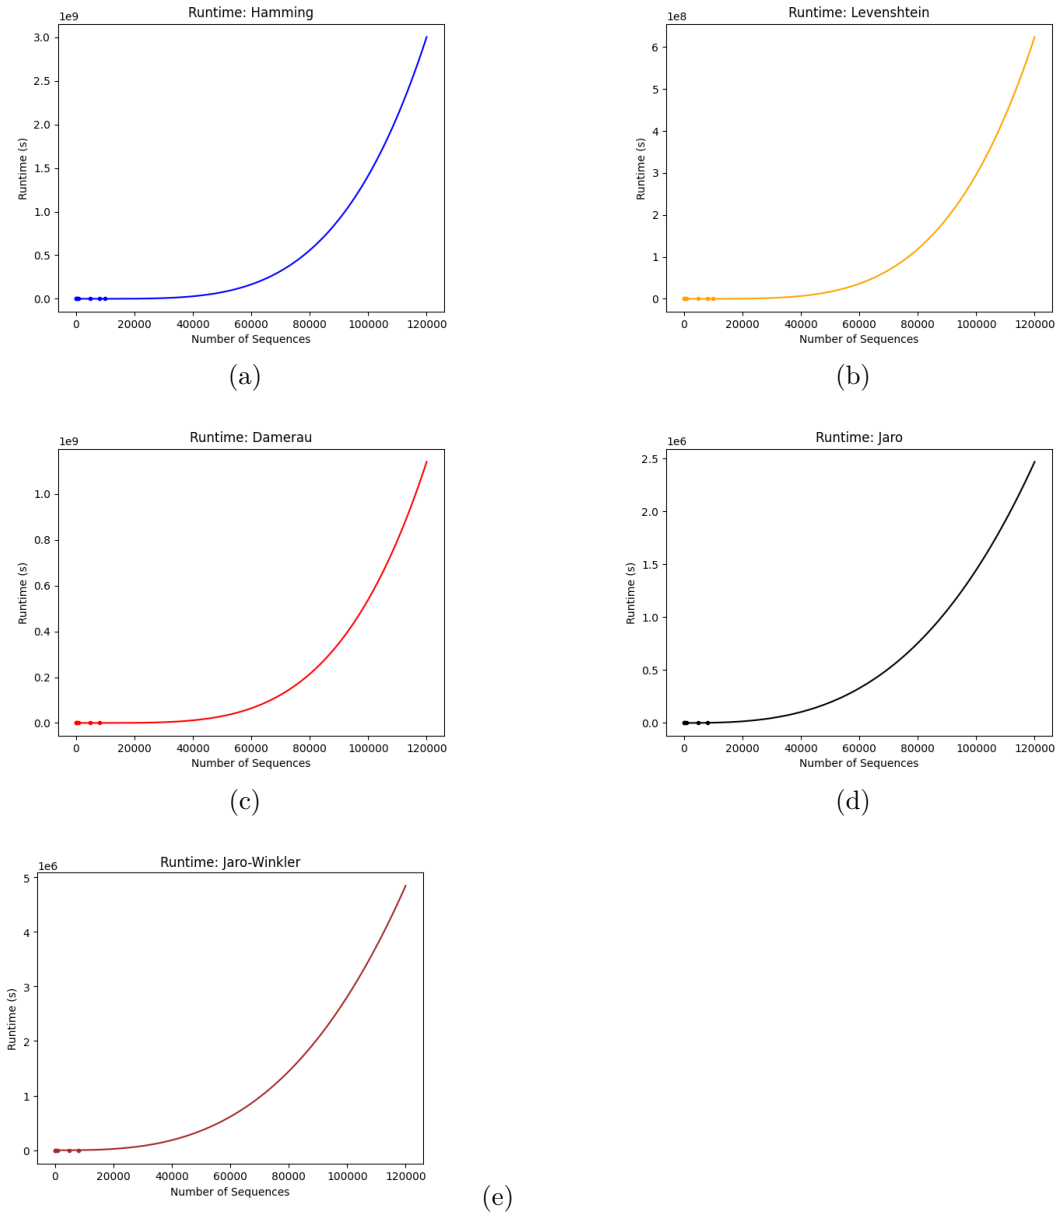 Runtime: Hamming
1e9
3.0
2.5
2.0
1.5
1.0
0.5
0.0
Runtime (s)
0 20000 40000 60000 80000 100000 120000
Number of Sequences
(a)
Runtime: Levenshtein
1e8
6
5
4
3
2
1
0
Runtime (s)
0 20000 40000 60000 80000 100000 120000
Number of Sequences
(b)
Runtime: Damerau
1e9
1.0
0.8
0.6
0.4
0.2
0.0
Runtime (s)
0 20000 40000 60000 80000 100000 120000
Number of Sequences
(c)
Runtime: Jaro
1e6
2.5
2.0
1.5
1.0
0.5
0.0
Runtime (s)
0 20000 40000 60000 80000 100000 120000
Number of Sequences
(d)
Runtime: Jaro-Winkler
1e6
5
4
3
2
1
0
Runtime (s)
0 20000 40000 60000 80000 100000 120000
Number of Sequences
(e)